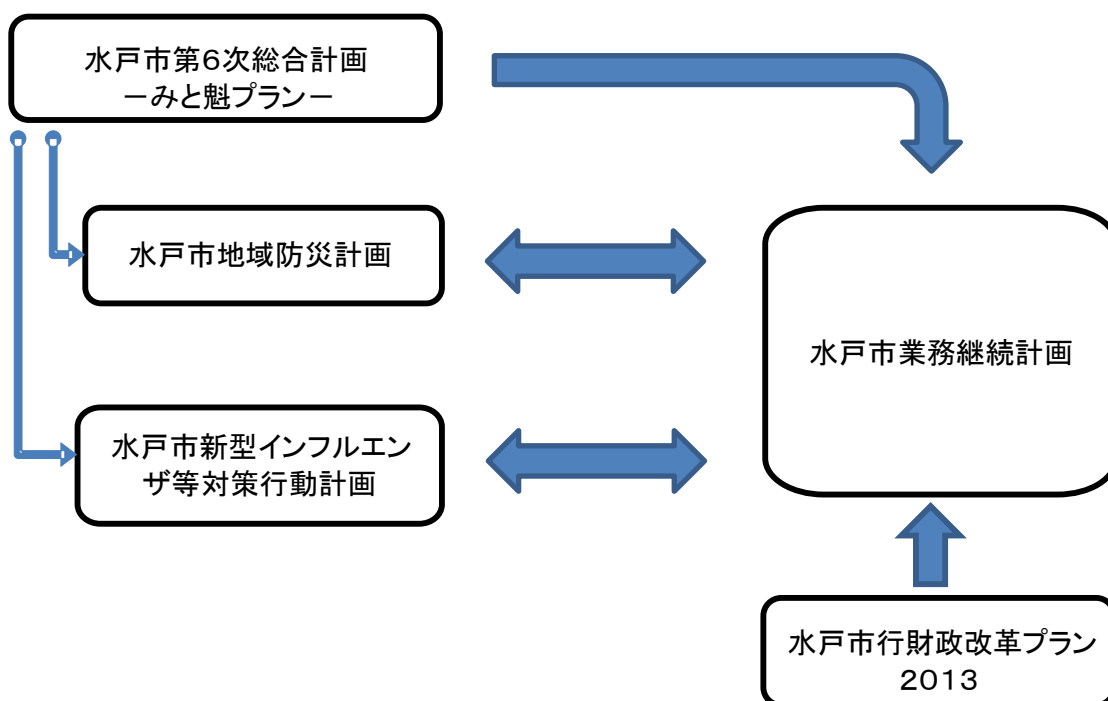 水戸市第６次総合計画
－みと魁プラン－
水戸市地域防災計画
水戸市業務継続計画
水戸市新型インフルエン
ザ等対策行動計画
水戸市行財政改革プラン
２０１３